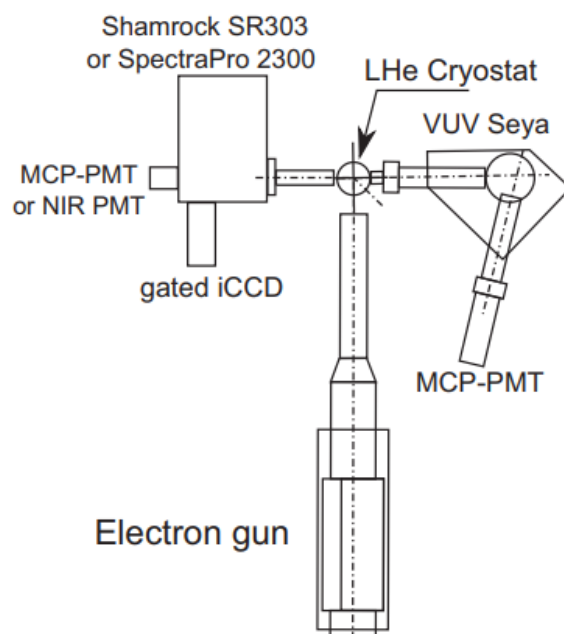 Shamrock SR303
or SpectraPro 2300
LHe Cryostat
VUV Seya
MCP-PMT
or NIR PMT
gated iCCD
MCP-PMT
Electron gun